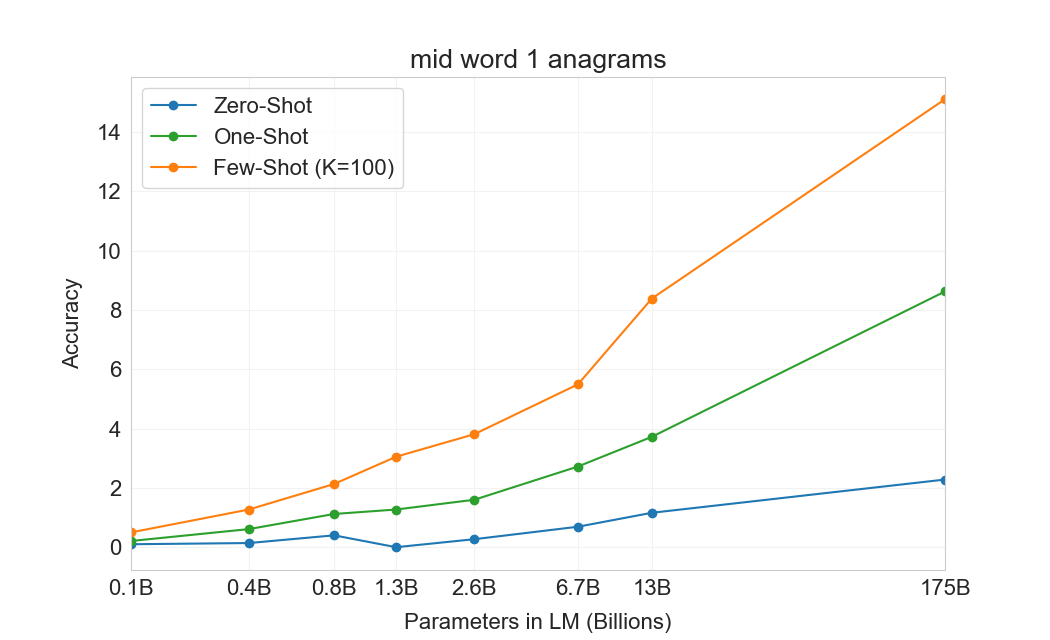 mid word 1 anagrams
Zero-Shot
One-Shot
Few-Shot (K=100)
14
12
10
8
6
4
2
0
Accuracy
0.1B 0.4B 0.8B 1.3B 2.6B 6.7B 13B 175B
Parameters in LM (Billions)